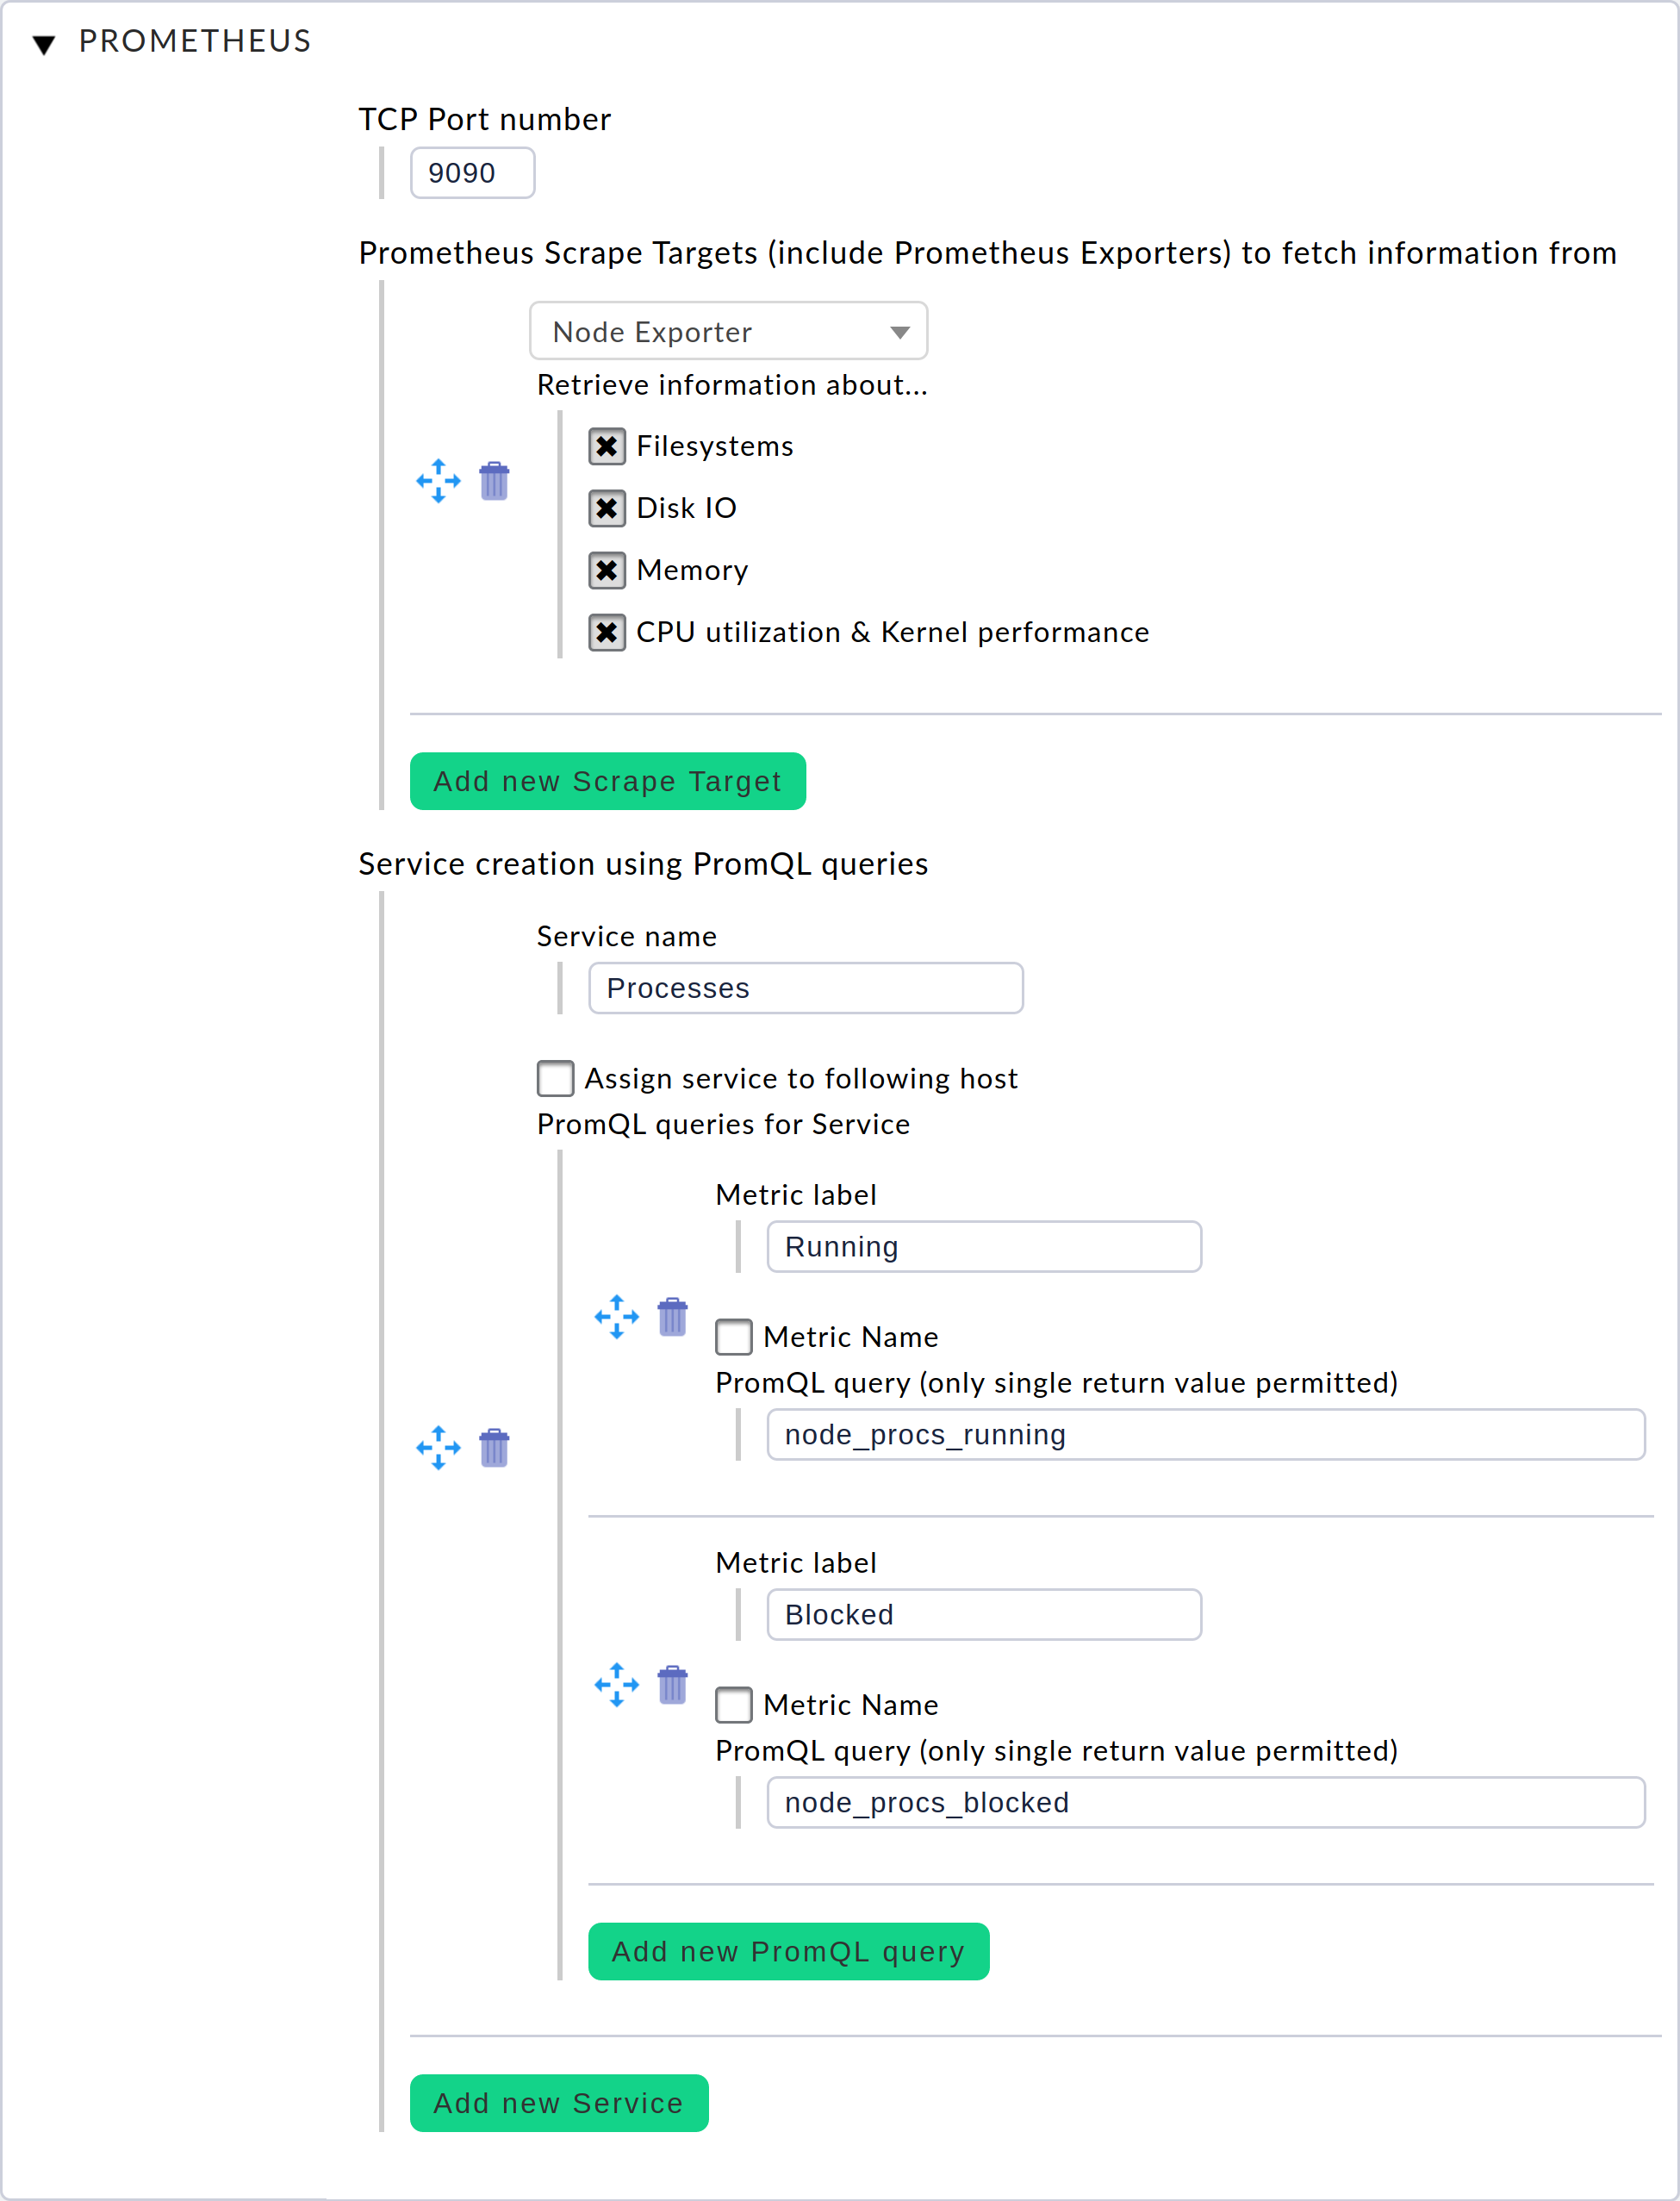 PROMETHEUS
TCP Port number
9090
Prometheus Scrape Targets (include Prometheus Exporters) to fetch information from
Node Exporter
Retrieve information about...
Filesystems
Disk IO
Memory
CPU utilization & Kernel performance
Add new Scrape Target
Service creation using PromQL queries
Service name
Processes
Assign service to following host
PromQL queries for Service
Metric label
Running
Metric Name
PromQL query (only single return value permitted)
node_procs_running
Metric label
Blocked
Metric Name
PromQL query (only single return value permitted)
node_procs_blocked
Add new PromQL query
Add new Service